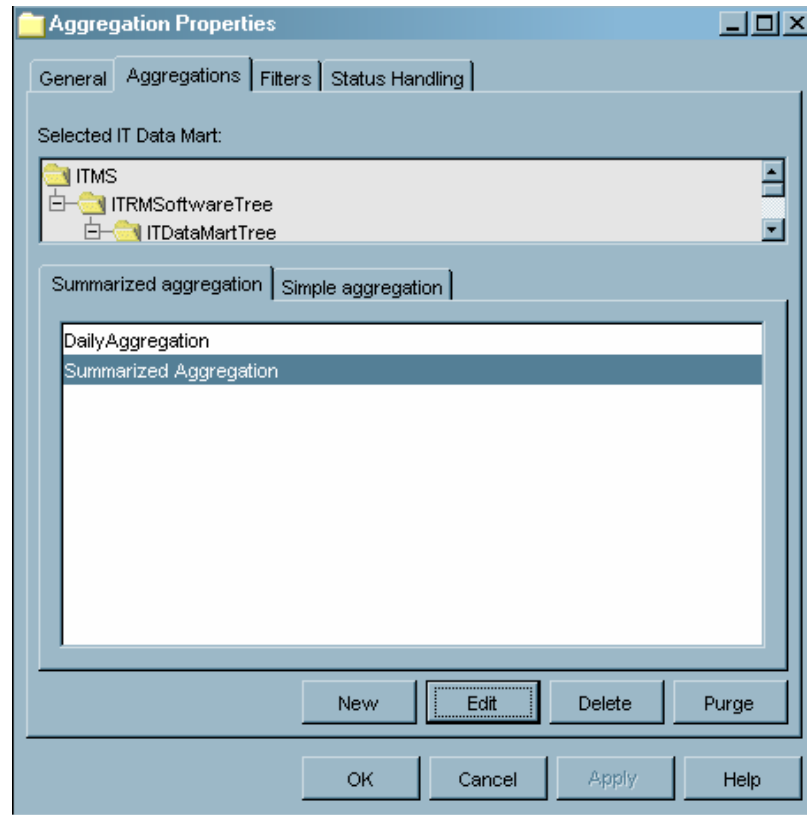 Aggregation Properties
General Aggregations Filters Status Handling
Selected IT Data Mart:
ITMS
ITRMSoftwareTree
ITDataMartTree
Summarized aggregation Simple aggregation
DailyAggregation
Summarized Aggregation
New Edit Delete Purge
OK Cancel Apply Help